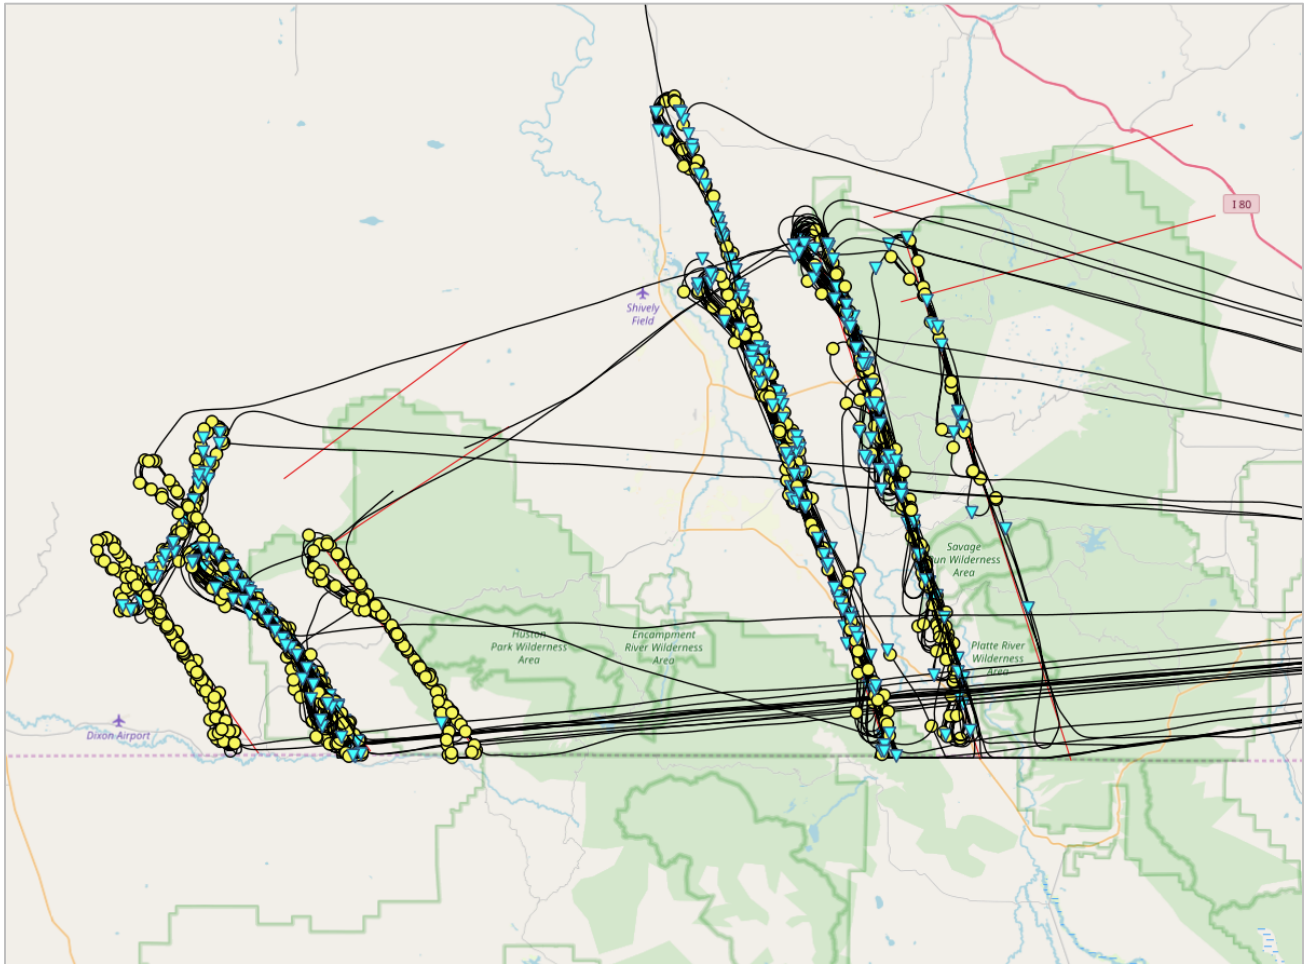 I 80
Shively
Field
Savage
Run Wilderness
Area
Huston
Park Wilderness
Area
Encampment
River Wilderness
Area
Platte River
Wilderness
Area
Dixon Airport